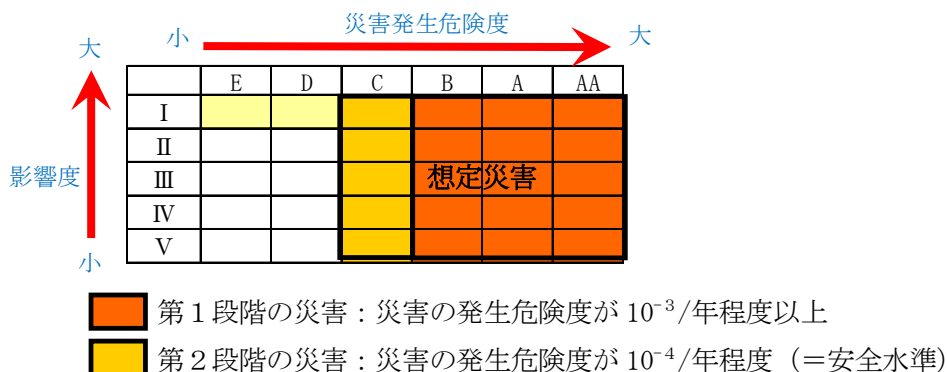 災害発生危険度
小 大
大
E D C B A AA
Ⅰ
Ⅱ
影響度 Ⅲ 想定災害
Ⅳ
Ⅴ
小
第1段階の災害：災害の発生危険度が 10⁻³/年程度以上
第2段階の災害：災害の発生危険度が 10⁻⁴/年程度（＝安全水準）